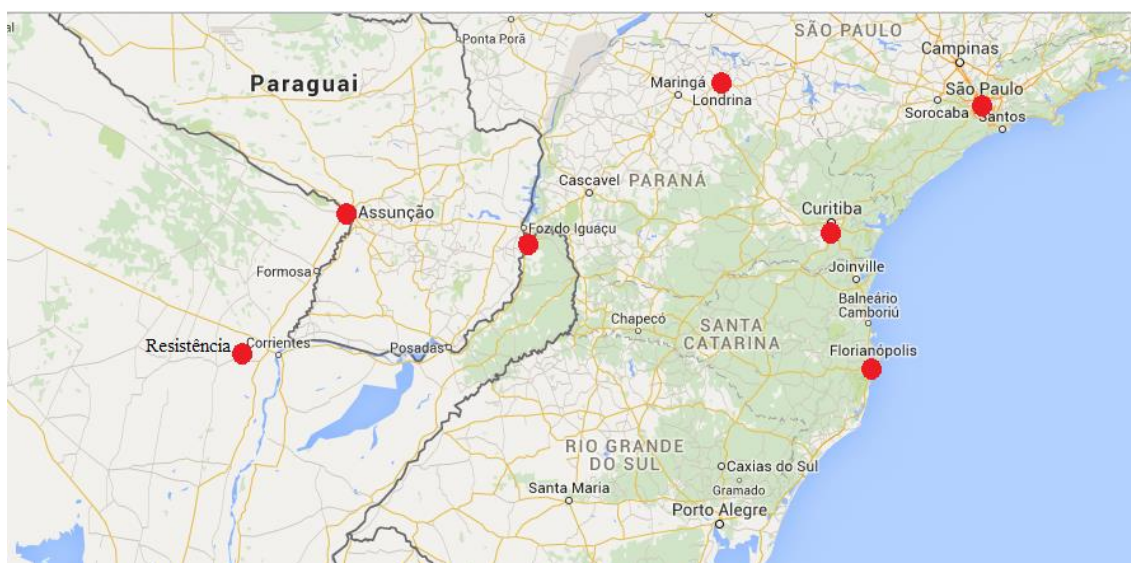 Ponta Porã
SÃO PAULO
Campinas
Paraguai
Maringá
Londrina
São Paulo
Sorocaba
Santos
Cascavel
PARANÁ
Assunção
Curitiba
Foz do Iguaçu
Formosa
Joinville
Balneário
Camboriú
Chapecó
SANTA
CATARINA
Resistência
Corrientes
Posadas
Florianópolis
RIO GRANDE
DO SUL
Caxias do Sul
Santa Maria
Gramado
Porto Alegre